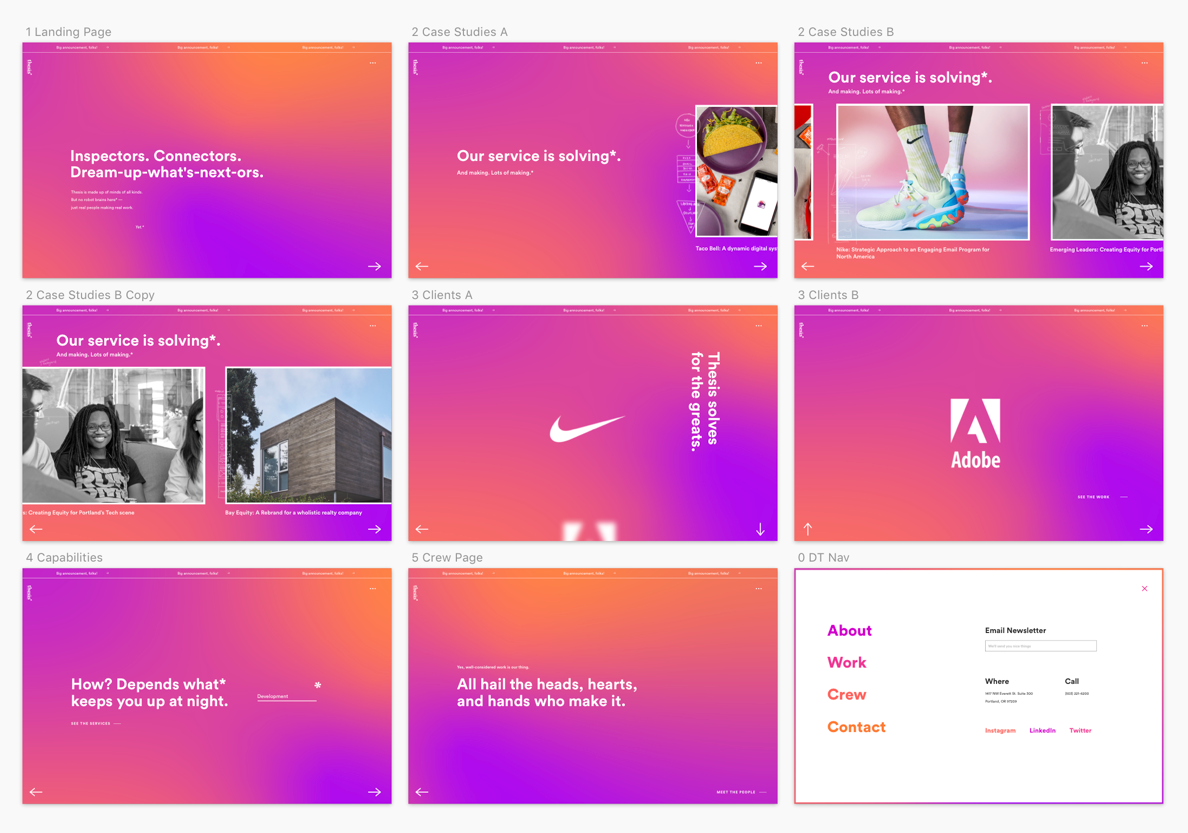 1 Landing Page
Big announcement, folks!
Big announcement, folks!
Big announcement, folks!
thesis*
Inspectors. Connectors.
Dream-up-what's-next-ors.
Thesis is made up of minds of all kinds.
But no robot brains here* —
just real people making real work.
2 Case Studies A
Big announcement, folks!
Big announcement, folks!
Big announcement, folks!
thesis*
Our service is solving*.
And making. Lots of making.*
Taco Bell: A dynamic digital sys
2 Case Studies B
Big announcement, folks!
Big announcement, folks!
Big announcement, folks!
thesis*
Our service is solving*.
And making. Lots of making.*
Nike: Strategic Approach to an Engaging Email Program for
North America
Emerging Leaders: Creating Equity for Portl
2 Case Studies B Copy
Big announcement, folks!
Big announcement, folks!
Big announcement, folks!
thesis*
Our service is solving*.
And making. Lots of making.*
s: Creating Equity for Portland's Tech scene
Bay Equity: A Rebrand for a wholistic realty company
3 Clients A
Big announcement, folks!
Big announcement, folks!
Big announcement, folks!
thesis*
Thesis solves
for the greats.
3 Clients B
Big announcement, folks!
Big announcement, folks!
Big announcement, folks!
thesis*
Adobe
SEE THE WORK
4 Capabilities
Big announcement, folks!
Big announcement, folks!
Big announcement, folks!
thesis*
How? Depends what*
keeps you up at night.
*
Development
SEE THE SERVICES
5 Crew Page
Big announcement, folks!
Big announcement, folks!
Big announcement, folks!
thesis*
Yes, well-considered work is our thing.
All hail the heads, hearts,
and hands who make it.
MEET THE PEOPLE
0 DT Nav
About
Work
Crew
Contact
Email Newsletter
Where
Call
Portland, OR 97209
Instagram
LinkedIn
Twitter